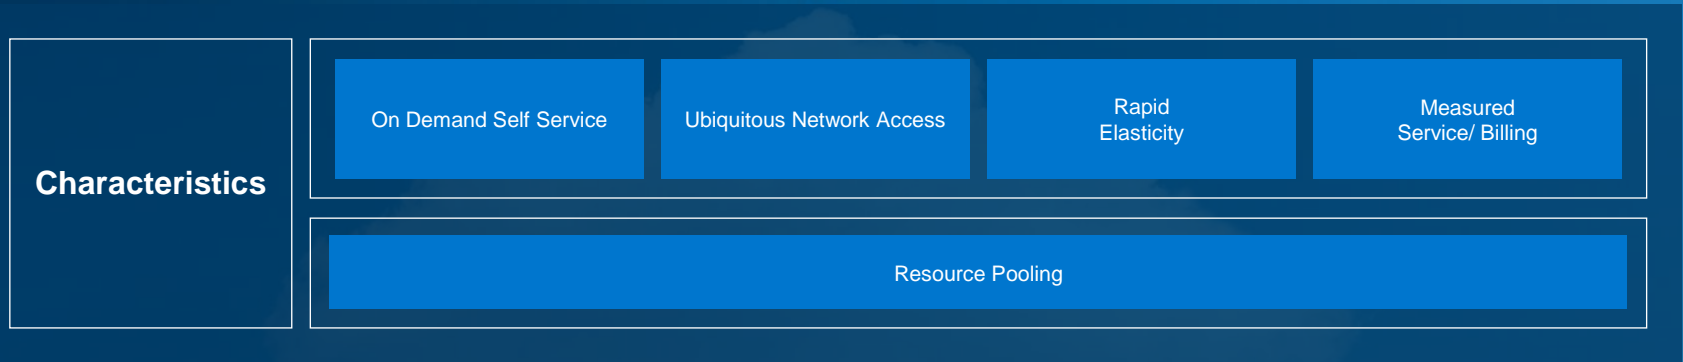 Characteristics
On Demand Self Service
Ubiquitous Network Access
Rapid
Elasticity
Measured
Service/ Billing
Resource Pooling